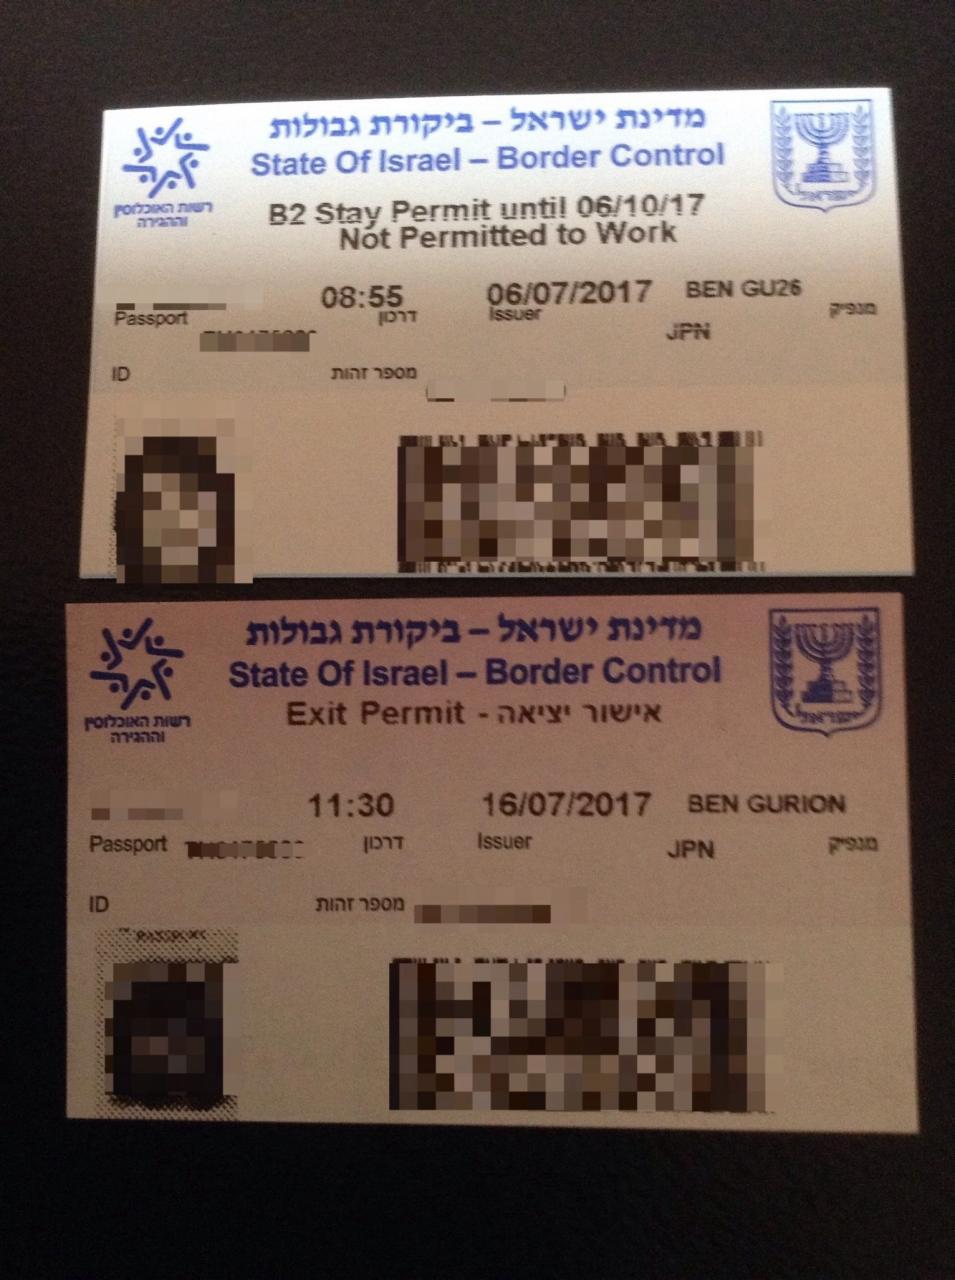 מדינת ישראל – ביקורת גבולות
State Of Israel – Border Control
רשות האוכלוסין
וההגירה
ישראל
B2 Stay Permit until 06/10/17
Not Permitted to Work
08:55 06/07/2017 BEN GU26
Passport דרכון Issuer JPN מנפיק
ID מספר זהות
מדינת ישראל – ביקורת גבולות
State Of Israel – Border Control
רשות האוכלוסין
וההגירה
ישראל
Exit Permit - אישור יציאה
11:30 16/07/2017 BEN GURION
Passport דרכון Issuer JPN מנפיק
ID מספר זהות
PASSPORT